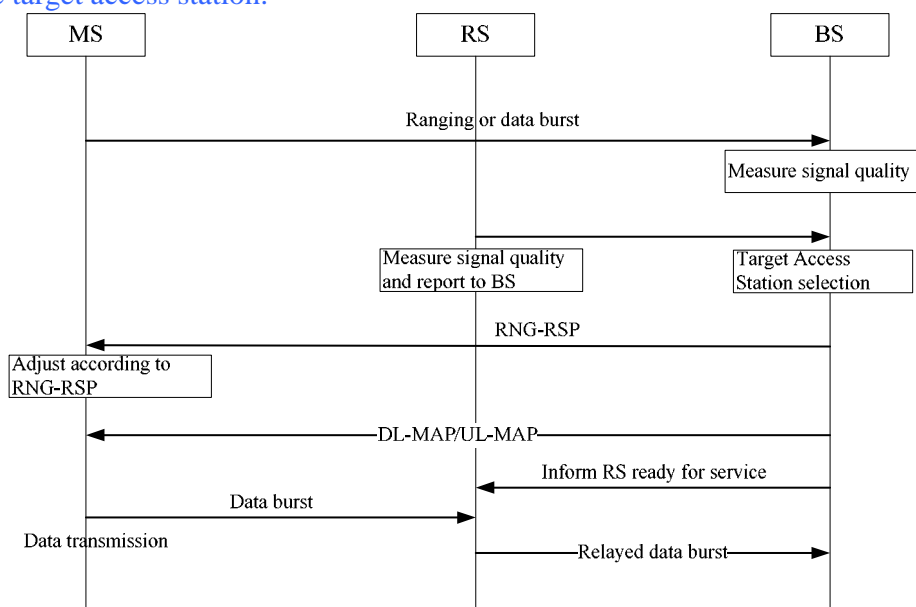 target access station.
MS RS BS
Ranging or data burst
Measure signal quality
Measure signal quality
and report to BS
Target Access
Station selection
RNG-RSP
Adjust according to
RNG-RSP
DL-MAP/UL-MAP
Inform RS ready for service
Data burst
Data transmission
Relayed data burst